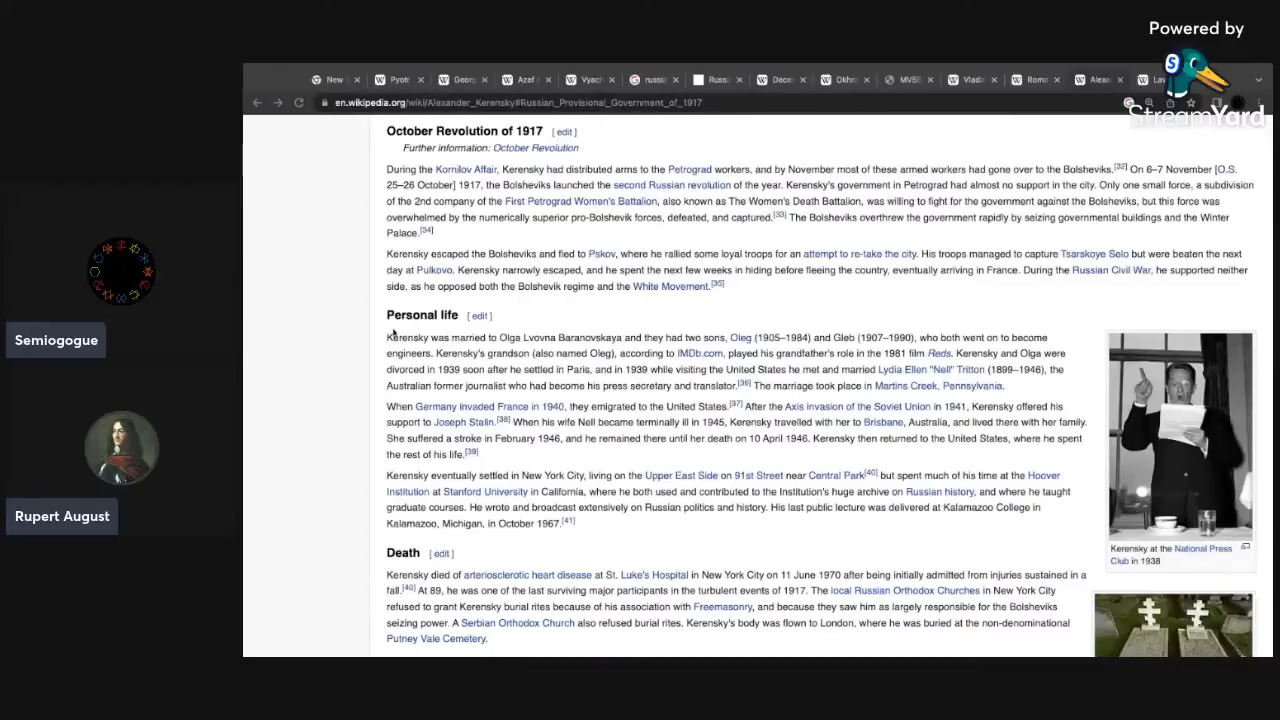 Powered by
S
StreamYard
New
Pyotr
Georg
Azef
Vyach
russia
Russi
Decer
Okhra
MV5B
Vladim
Roma
Alexa
Lav
en.wikipedia.org/wiki/Alexander_Kerensky#Russian_Provisional_Government_of_1917
October Revolution of 1917 [ edit ]
Further information: October Revolution
During the Kornilov Affair, Kerensky had distributed arms to the Petrograd workers, and by November most of these armed workers had gone over to the Bolsheviks.[32] On 6–7 November [O.S.
25–26 October] 1917, the Bolsheviks launched the second Russian revolution of the year. Kerensky's government in Petrograd had almost no support in the city. Only one small force, a subdivision
of the 2nd company of the First Petrograd Women's Battalion, also known as The Women's Death Battalion, was willing to fight for the government against the Bolsheviks, but this force was
overwhelmed by the numerically superior pro-Bolshevik forces, defeated, and captured.[33] The Bolsheviks overthrew the government rapidly by seizing governmental buildings and the Winter
Palace.[34]
Kerensky escaped the Bolsheviks and fled to Pskov, where he rallied some loyal troops for an attempt to re-take the city. His troops managed to capture Tsarskoye Selo but were beaten the next
day at Pulkovo. Kerensky narrowly escaped, and he spent the next few weeks in hiding before fleeing the country, eventually arriving in France. During the Russian Civil War, he supported neither
side, as he opposed both the Bolshevik regime and the White Movement.[35]
Personal life [ edit ]
Kerensky was married to Olga Lvovna Baranovskaya and they had two sons, Oleg (1905–1984) and Gleb (1907–1990), who both went on to become
engineers. Kerensky's grandson (also named Oleg), according to IMDb.com, played his grandfather's role in the 1981 film Reds. Kerensky and Olga were
divorced in 1939 soon after he settled in Paris, and in 1939 while visiting the United States he met and married Lydia Ellen "Nell" Tritton (1899–1946), the
Australian former journalist who had become his press secretary and translator.[36] The marriage took place in Martins Creek, Pennsylvania.
When Germany invaded France in 1940, they emigrated to the United States.[37] After the Axis invasion of the Soviet Union in 1941, Kerensky offered his
support to Joseph Stalin.[38] When his wife Nell became terminally ill in 1945, Kerensky travelled with her to Brisbane, Australia, and lived there with her family.
She suffered a stroke in February 1946, and he remained there until her death on 10 April 1946. Kerensky then returned to the United States, where he spent
the rest of his life.[39]
Kerensky eventually settled in New York City, living on the Upper East Side on 91st Street near Central Park[40] but spent much of his time at the Hoover
Institution at Stanford University in California, where he both used and contributed to the Institution's huge archive on Russian history, and where he taught
graduate courses. He wrote and broadcast extensively on Russian politics and history. His last public lecture was delivered at Kalamazoo College in
Kalamazoo, Michigan, in October 1967.[41]
Kerensky at the National Press
Club in 1938
Death [ edit ]
Kerensky died of arteriosclerotic heart disease at St. Luke's Hospital in New York City on 11 June 1970 after being initially admitted from injuries sustained in a
fall.[40] At 89, he was one of the last surviving major participants in the turbulent events of 1917. The local Russian Orthodox Churches in New York City
refused to grant Kerensky burial rites because of his association with Freemasonry, and because they saw him as largely responsible for the Bolsheviks
seizing power. A Serbian Orthodox Church also refused burial rites. Kerensky's body was flown to London, where he was buried at the non-denominational
Putney Vale Cemetery.
Semiogogue
Rupert August